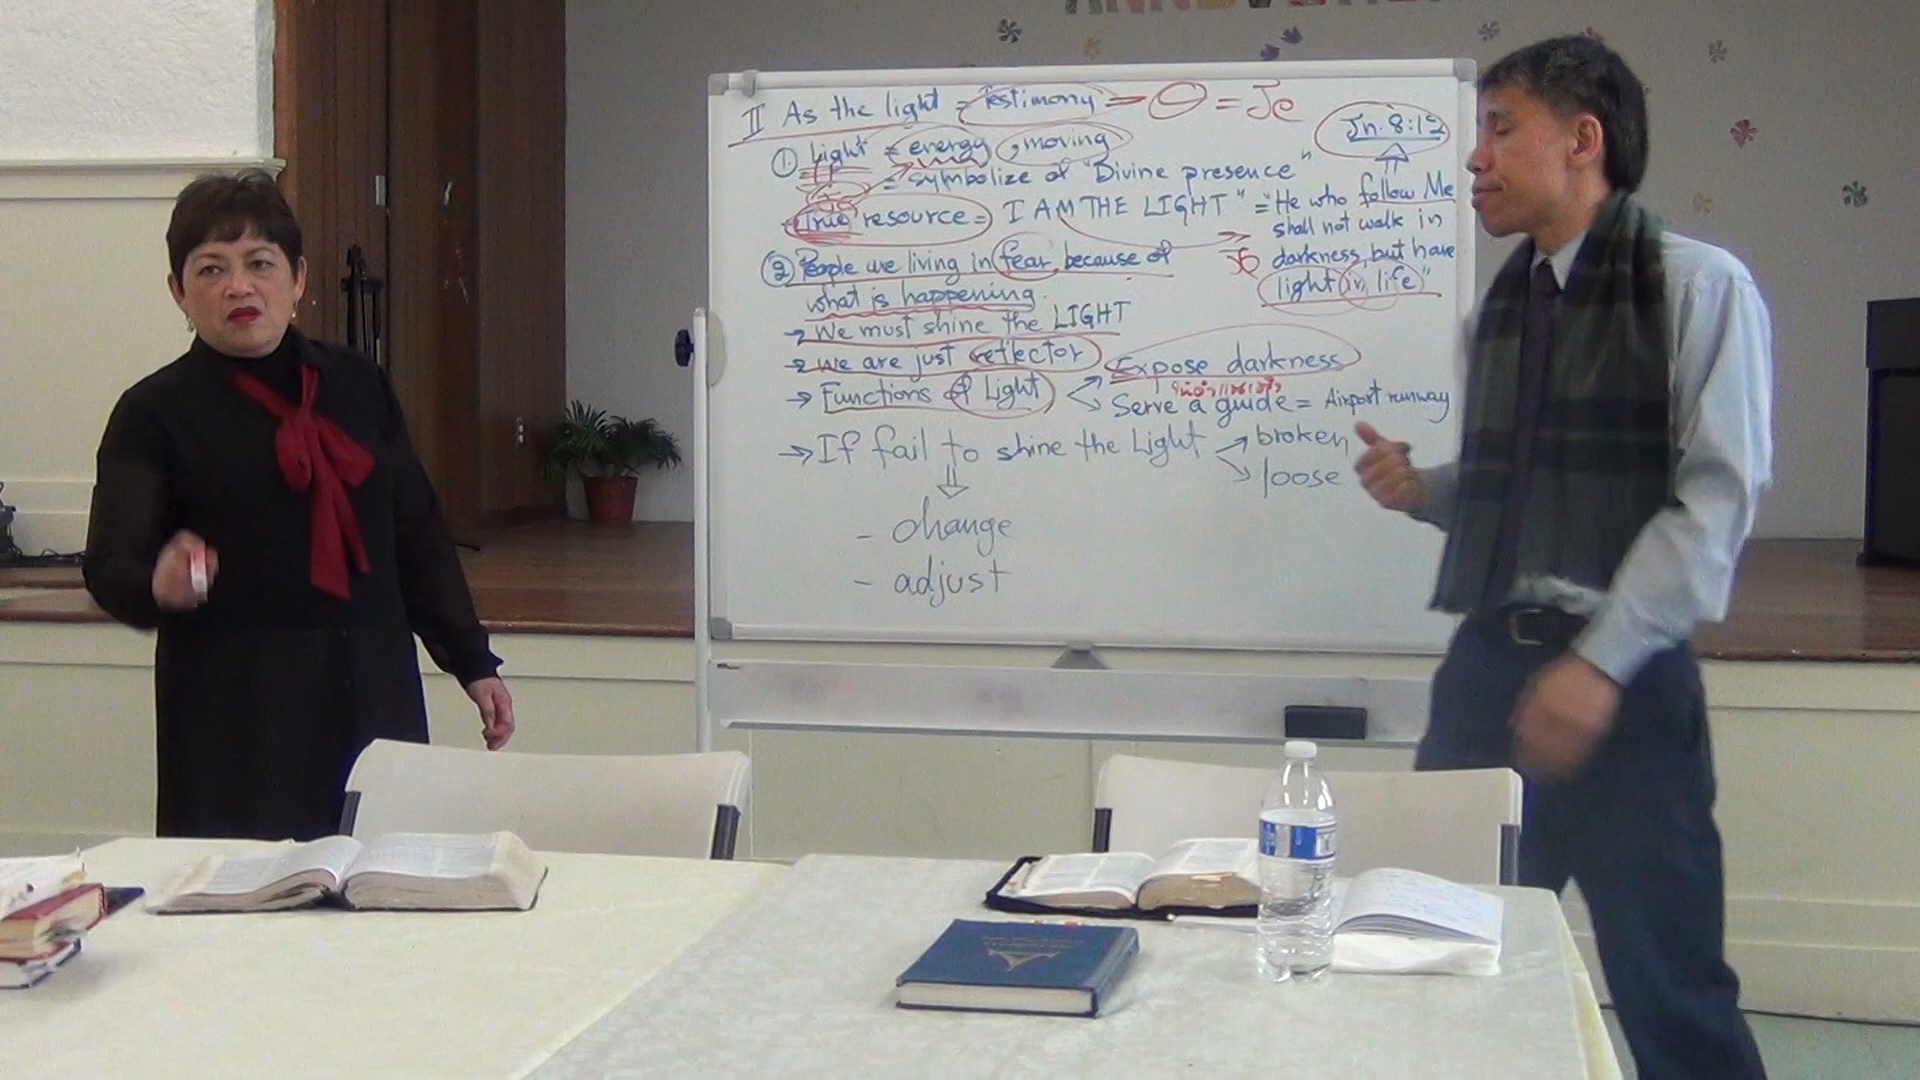 II As the light = Testimony = Je
Jn. 8:12
① Light = energy, moving
= symbolize of "Divine presence"
True resource = I AM THE LIGHT" = "He who follow Me
shall not walk in
darkness, but have
light in life"
② People we living in fear, because of
what is happening.
→ We must shine the LIGHT
→ we are just reflector
→ Functions of Light
Expose darkness
Serve a guide = Airport runway
→ If fail to shine the Light
broken
loose
- change
- adjust